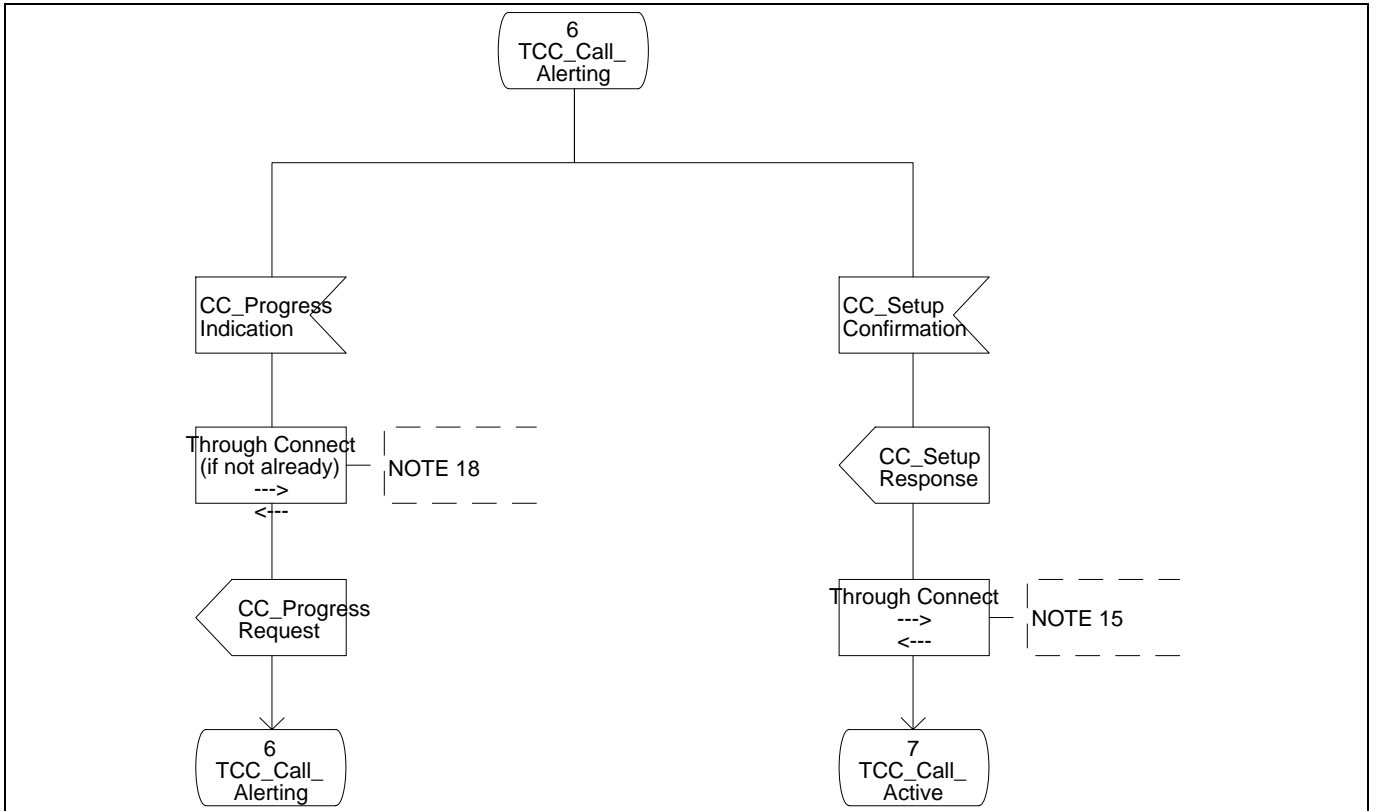 6
TCC_Call_
Alerting
CC_Progress
Indication
CC_Setup
Confirmation
Through Connect
(if not already)
--->
<---
NOTE 18
CC_Setup
Response
CC_Progress
Request
Through Connect
--->
<---
NOTE 15
6
TCC_Call_
Alerting
7
TCC_Call_
Active